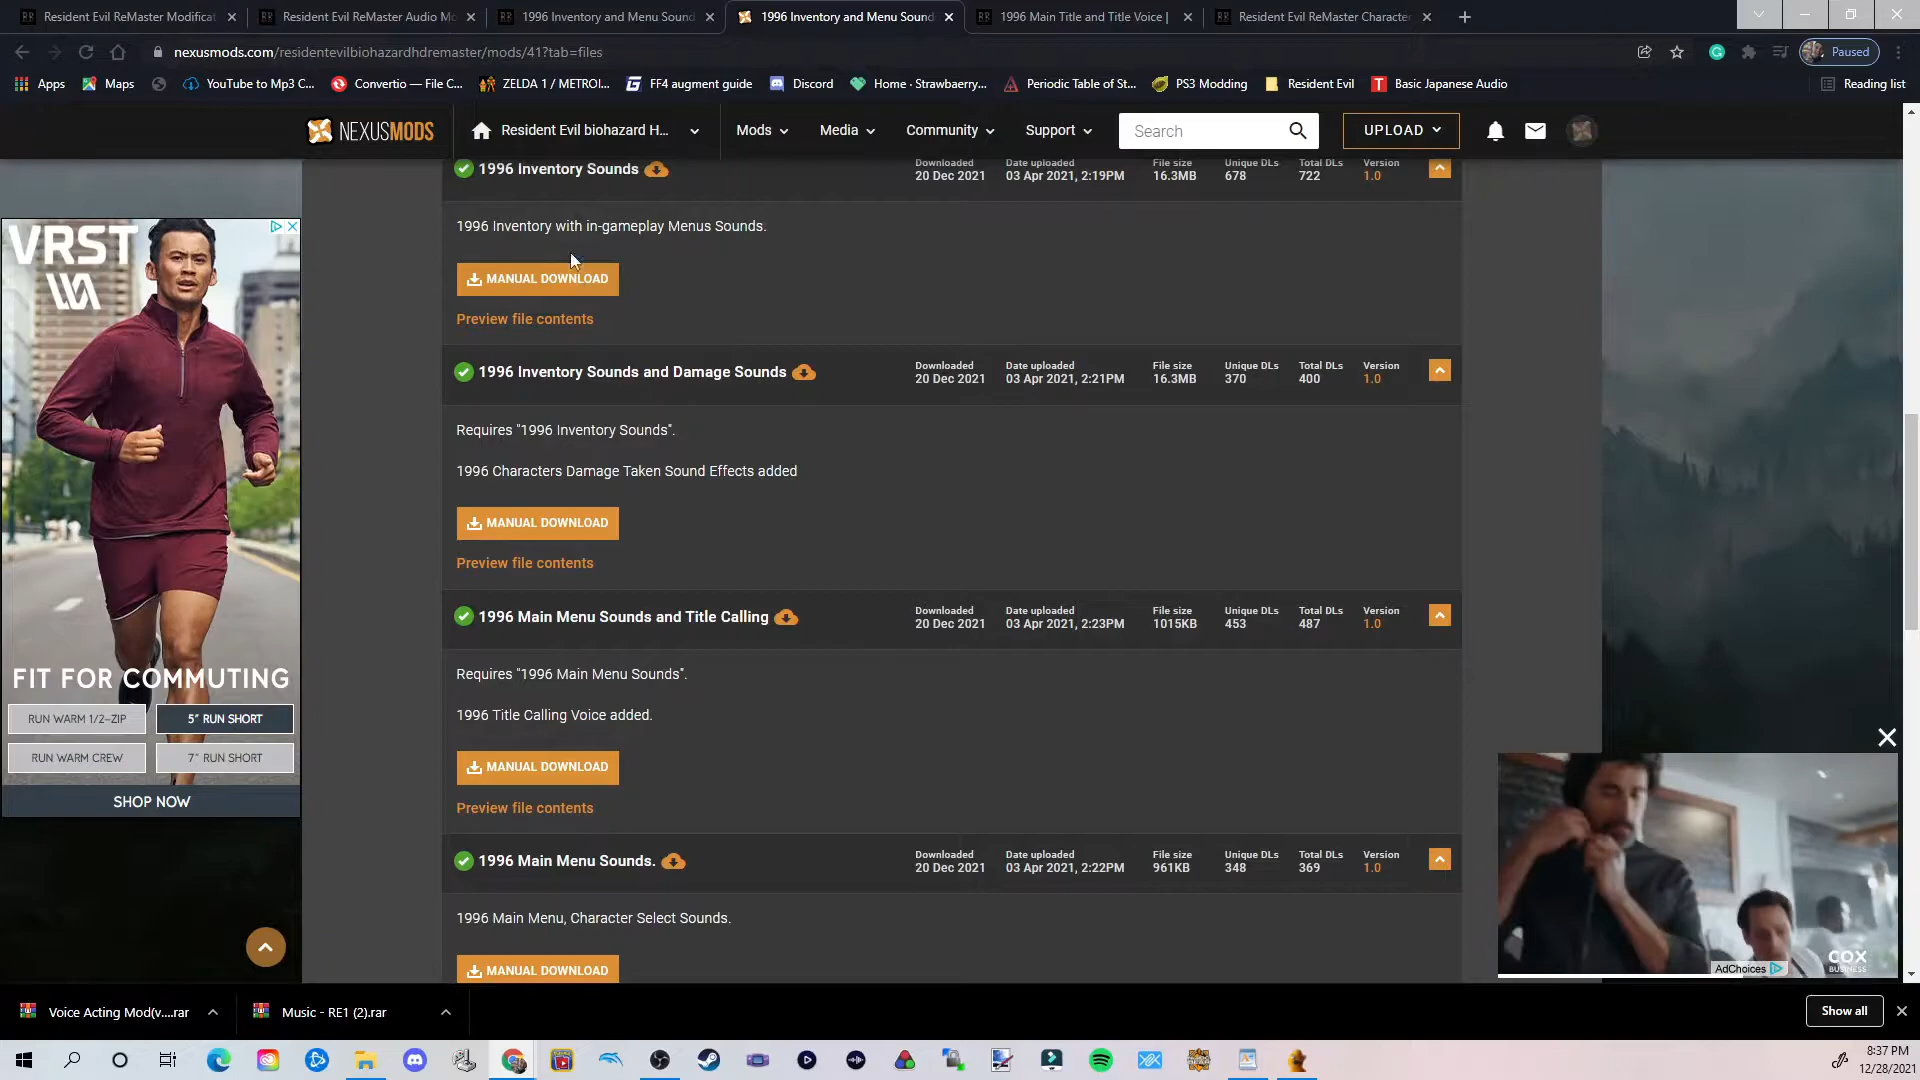 Resident Evil ReMaster Modificat
Resident Evil ReMaster Audio Mo
1996 Inventory and Menu Sound
1996 Inventory and Menu Sound
1996 Main Title and Title Voice |
Resident Evil ReMaster Character
nexusmods.com/residentevilbiohazardhdremaster/mods/41?tab=files
Paused
Apps
Maps
YouTube to Mp3 C...
Convertio — File C...
ZELDA 1 / METROI...
FF4 augment guide
Discord
Home · Strawbaerry...
Periodic Table of St...
PS3 Modding
Resident Evil
Basic Japanese Audio
Reading list
NEXUSMODS
Resident Evil biohazard H...
Mods
Media
Community
Support
Search
UPLOAD
1996 Inventory Sounds
Downloaded
20 Dec 2021
Date uploaded
03 Apr 2021, 2:19PM
File size
16.3MB
Unique DLs
678
Total DLs
722
Version
1.0
1996 Inventory with in-gameplay Menus Sounds.
MANUAL DOWNLOAD
Preview file contents
1996 Inventory Sounds and Damage Sounds
Downloaded
20 Dec 2021
Date uploaded
03 Apr 2021, 2:21PM
File size
16.3MB
Unique DLs
370
Total DLs
400
Version
1.0
Requires "1996 Inventory Sounds".
1996 Characters Damage Taken Sound Effects added
MANUAL DOWNLOAD
Preview file contents
1996 Main Menu Sounds and Title Calling
Downloaded
20 Dec 2021
Date uploaded
03 Apr 2021, 2:23PM
File size
1015KB
Unique DLs
453
Total DLs
487
Version
1.0
Requires "1996 Main Menu Sounds".
1996 Title Calling Voice added.
MANUAL DOWNLOAD
Preview file contents
1996 Main Menu Sounds.
Downloaded
20 Dec 2021
Date uploaded
03 Apr 2021, 2:22PM
File size
961KB
Unique DLs
348
Total DLs
369
Version
1.0
1996 Main Menu, Character Select Sounds.
MANUAL DOWNLOAD
VRST
FIT FOR COMMUTING
RUN WARM 1/2-ZIP
5" RUN SHORT
RUN WARM CREW
7" RUN SHORT
SHOP NOW
COX
BUSINESS
AdChoices
Voice Acting Mod(v....rar
Music - RE1 (2).rar
Show all
8:37 PM
12/28/2021